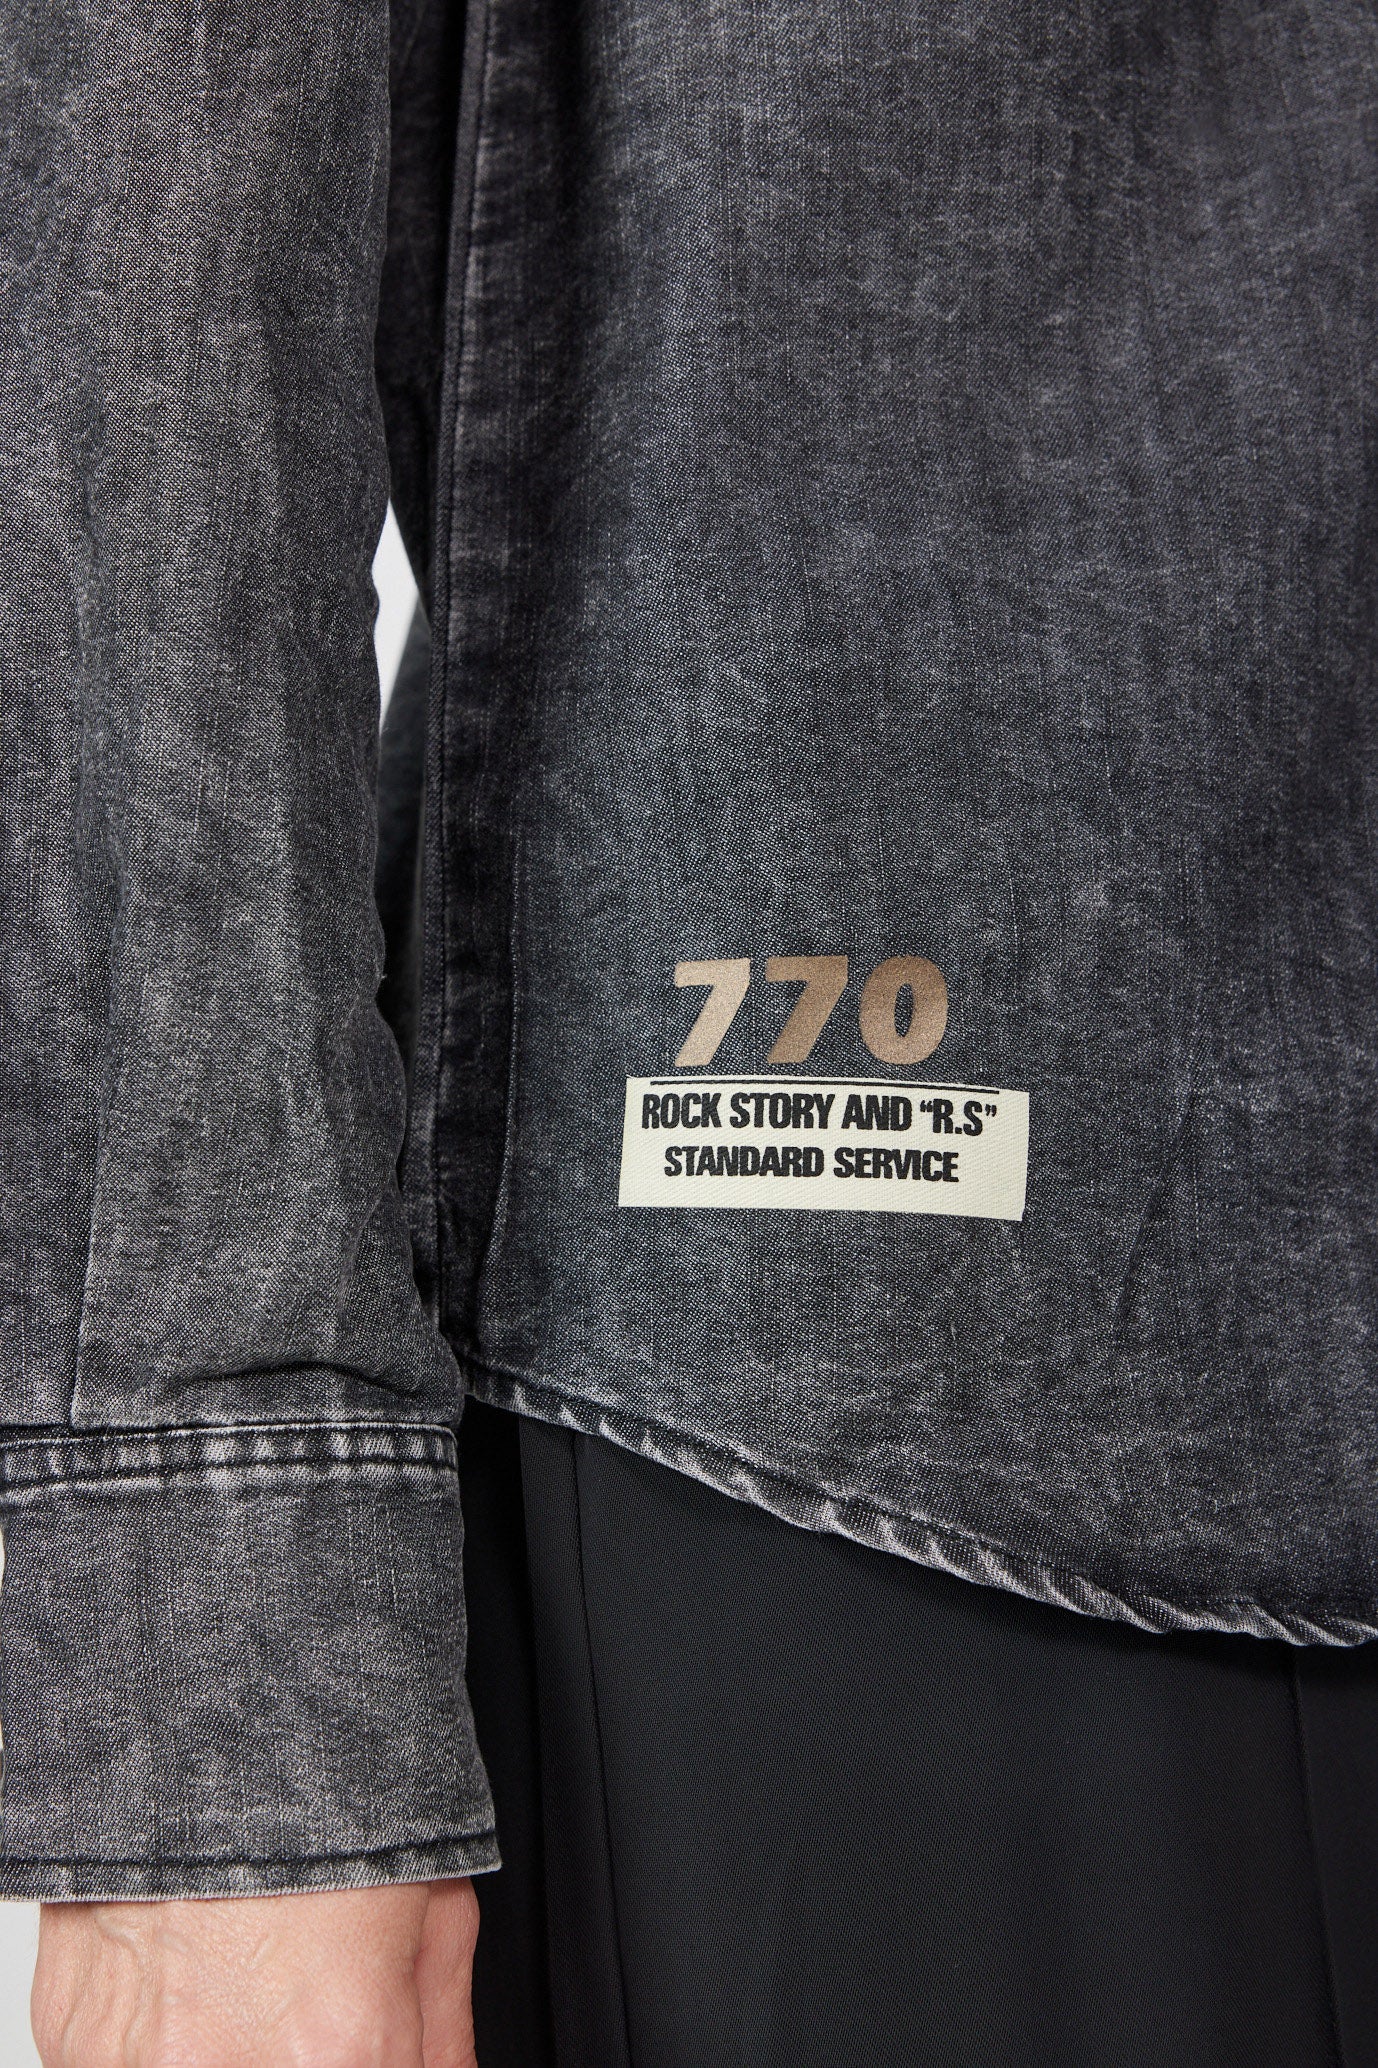 770
ROCK STORY AND “R.S”
STANDARD SERVICE